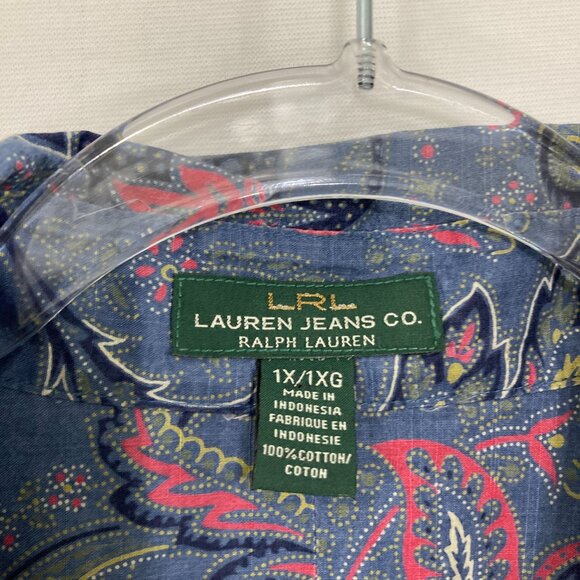 LRL
LAUREN JEANS CO.
RALPH LAUREN
1X/1XG
MADE IN
INDONESIA
FABRIQUE EN
INDONESIE
100% COTTON/
COTON